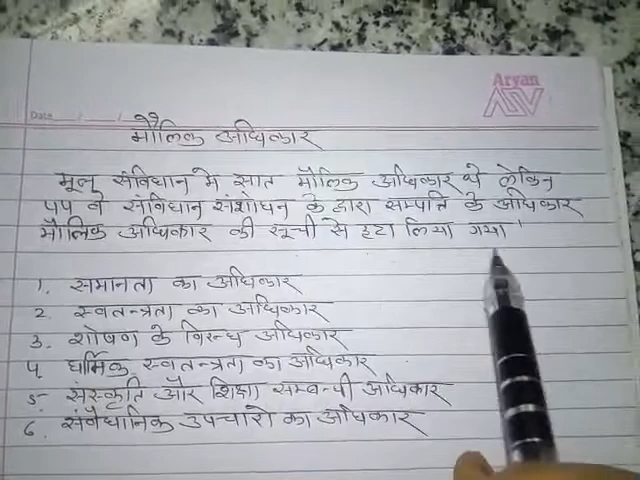 Aryan
Date / /
मौलिक अधिकार
मूल संविधान मे सात मौलिक अधिकार थे लेकिन
44 वे संविधान संशोधन के द्वारा सम्पत्ति के अधिकार
मौलिक अधिकार की सूची से हटा लिया गया।
1. समानता का अधिकार
2. स्वतन्त्रता का अधिकार
3. शोषण के विरुध अधिकार
4. धर्मिक स्वतन्त्रता का अधिकार
5. संस्कृति और शिक्षा सम्बन्धी अधिकार
6. संवैधानिक उपचारो का अधिकार